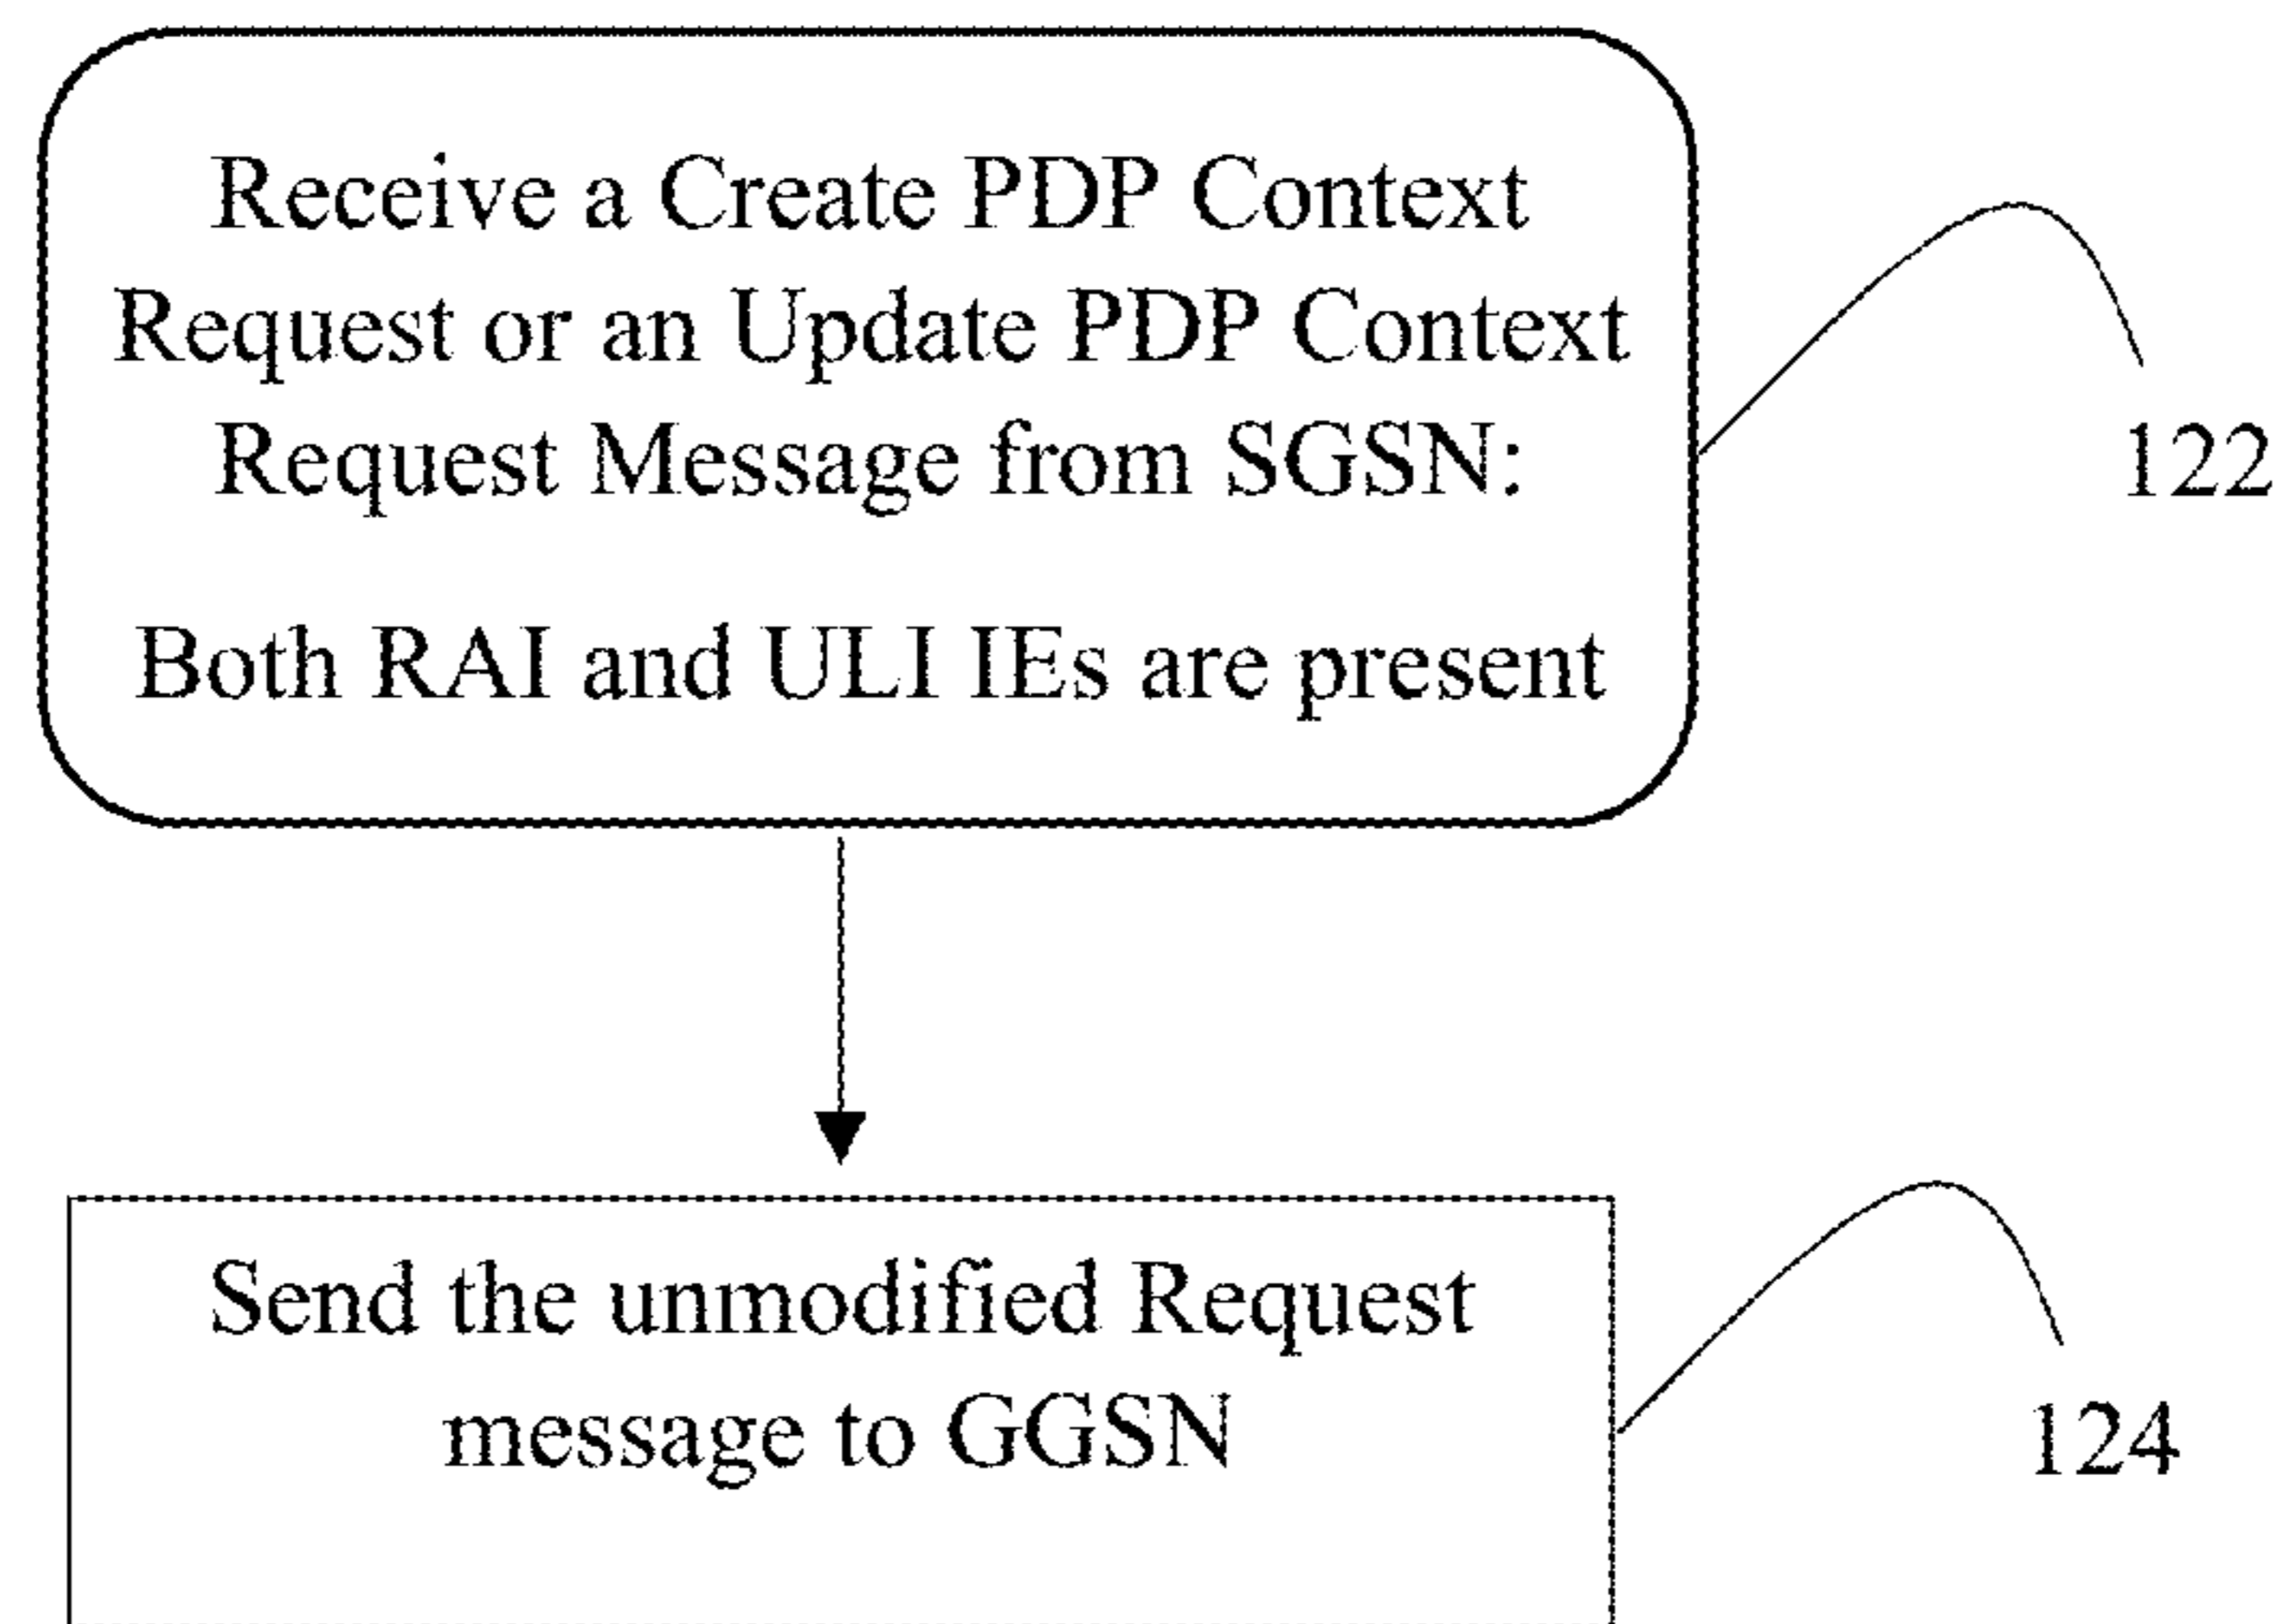 Receive a Create PDP Context
Request or an Update PDP Context
Request Message from SGSN:
Both RAI and ULI IEs are present
122
Send the unmodified Request
message to GGSN
124